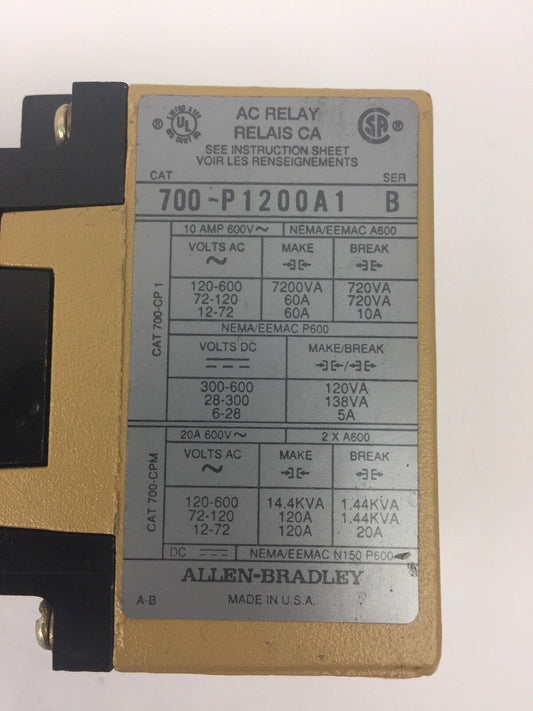 AC RELAY
RELAIS CA
SEE INSTRUCTION SHEET
VOIR LES RENSEIGNEMENTS
LISTED
UL
®
SA
®
CAT SER
700-P1200A1 B
CAT 700-CP 1
10 AMP 600V~ NEMA/EEMAC A600
VOLTS AC MAKE BREAK
~
120-600 7200VA 720VA
72-120 60A 720VA
12-72 60A 10A
NEMA/EEMAC P600
VOLTS DC MAKE/BREAK
/
300-600 120VA
28-300 138VA
6-28 5A
CAT 700-CPM
20A 600V~ 2 X A600
VOLTS AC MAKE BREAK
~
120-600 14.4KVA 1.44KVA
72-120 120A 1.44KVA
12-72 120A 20A
DC NEMA/EEMAC N150 P600
ALLEN-BRADLEY
A-B MADE IN U.S.A.